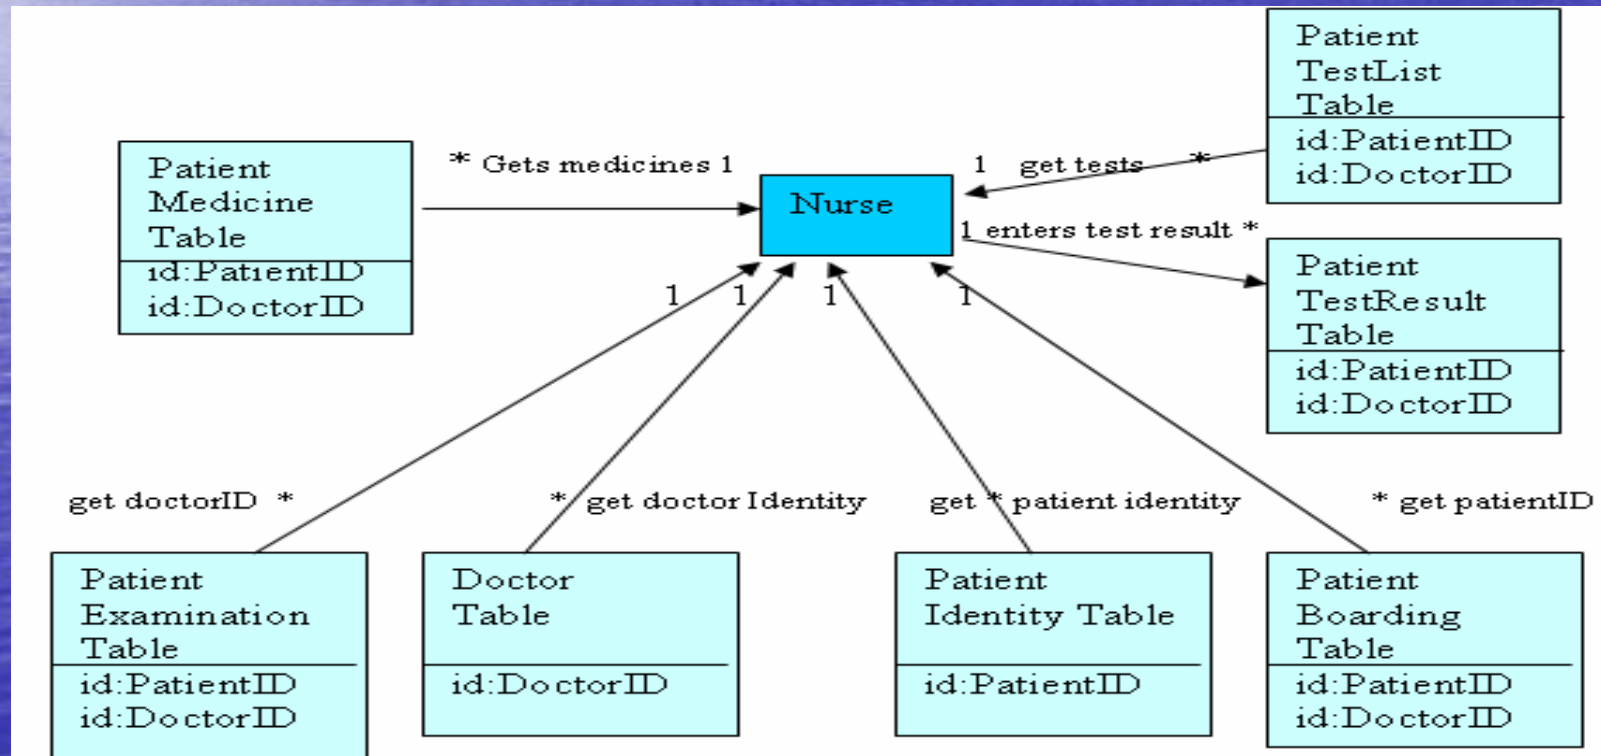 Patient
TestList
Table
id:PatientID
id:DoctorID
Patient
Medicine
Table
id:PatientID
id:DoctorID
* Gets medicines 1
Nurse
1 get tests *
1 enters test result *
Patient
TestResult
Table
id:PatientID
id:DoctorID
1 1 1 1
get doctorID *
* get doctor Identity
get * patient identity
* get patientID
Patient
Examination
Table
id:PatientID
id:DoctorID
Doctor
Table
id:DoctorID
Patient
Identity Table
id:PatientID
Patient
Boarding
Table
id:PatientID
id:DoctorID